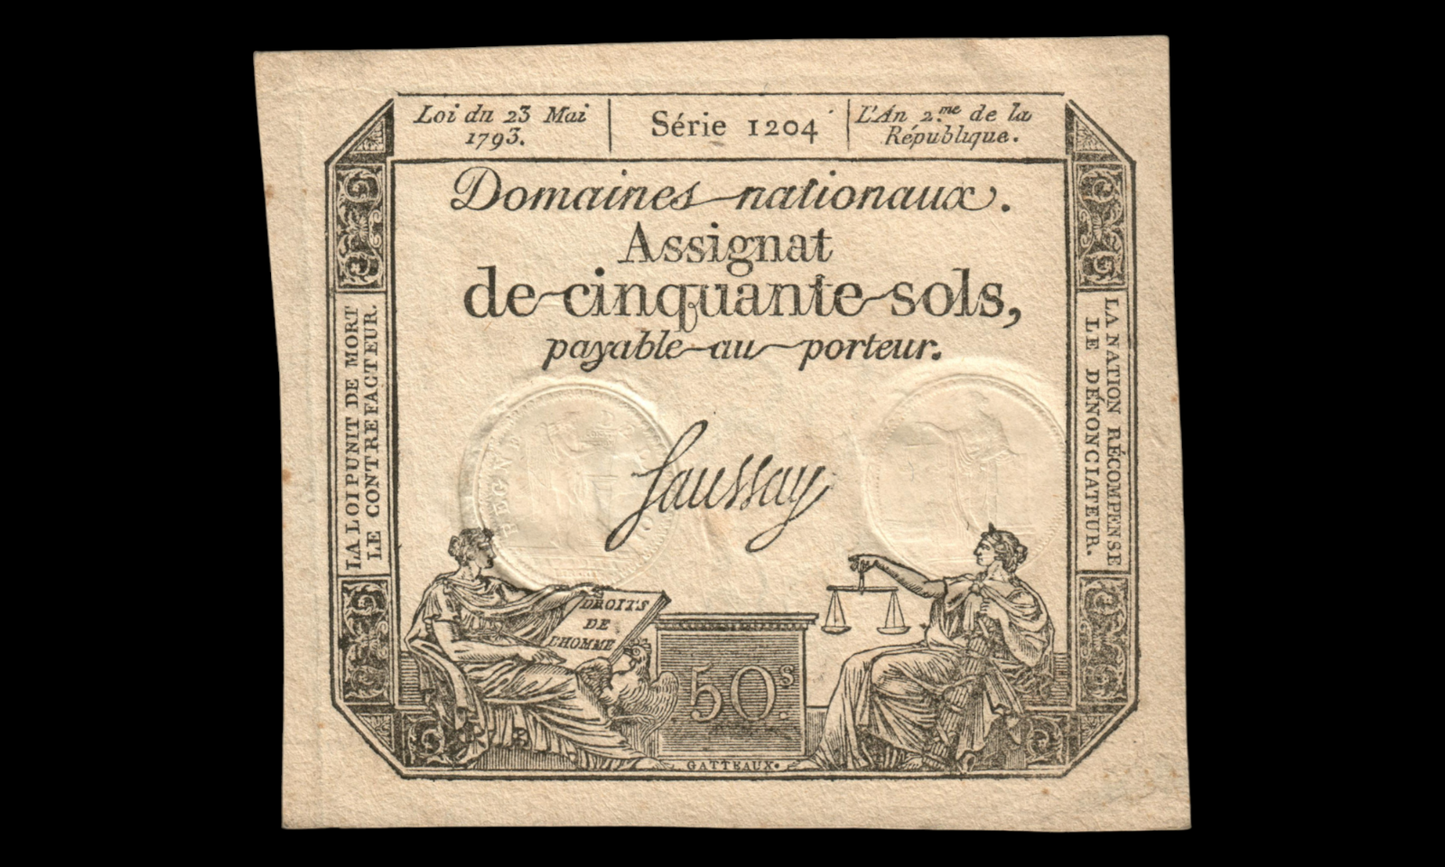 Loi du 23 Mai
1793.
Série 1204
L'An 2.me de la
République.
Domaines nationaux.
Assignat
de cinquante sols,
payable au porteur.
LA LOI PUNIT DE MORT
LE CONTREFACTEUR.
LA NATION RÉCOMPENSE
LE DÉNONCIATEUR.
Saussay
REGNE D
DROITS
DE
L'HOMME
50.s
GATTEAUX.